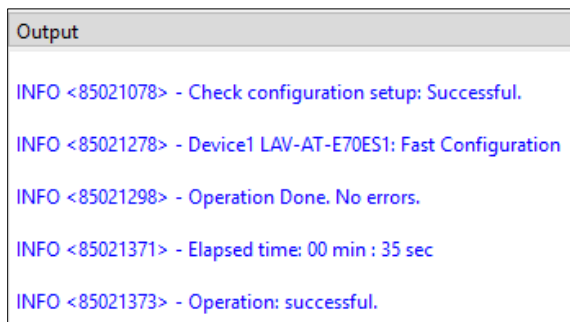 Output
INFO <85021078> - Check configuration setup: Successful.
INFO <85021278> - Device1 LAV-AT-E70ES1: Fast Configuration
INFO <85021298> - Operation Done. No errors.
INFO <85021371> - Elapsed time: 00 min : 35 sec
INFO <85021373> - Operation: successful.